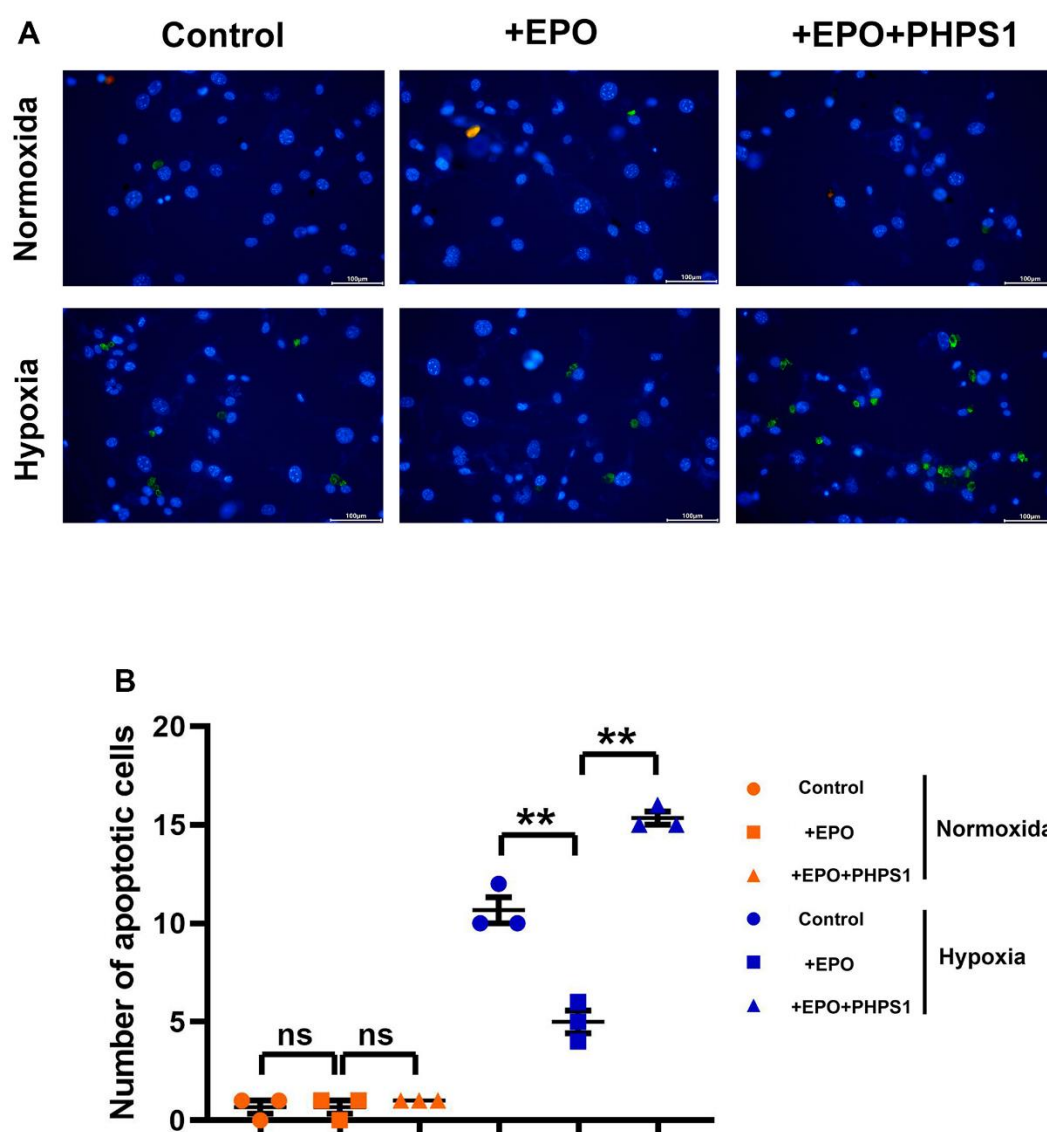 A
Control
+EPO
+EPO+PHPS1
Normoxida
100μm
100μm
100μm
Hypoxia
100μm
100μm
100μm
B
Number of apoptotic cells
20
15
10
5
0
ns
ns
**
**
Control
+EPO
+EPO+PHPS1
Normoxida
Control
+EPO
+EPO+PHPS1
Hypoxia